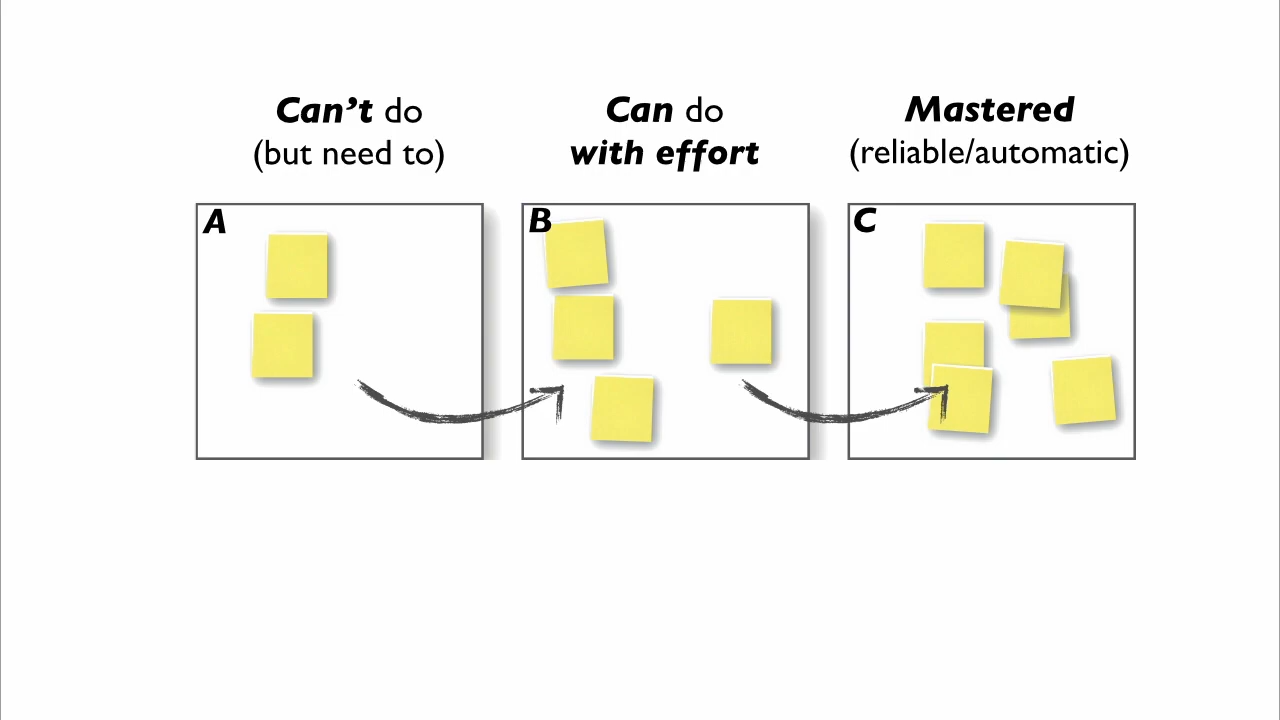 Can't do
(but need to)
Can do
with effort
Mastered
(reliable/automatic)
A
B
C